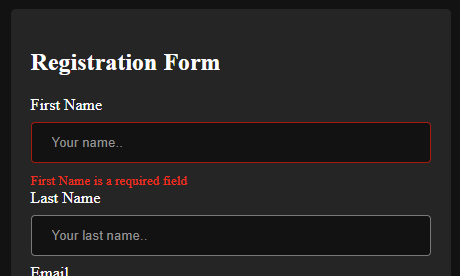 Registration Form
First Name
Your name..
First Name is a required field
Last Name
Your last name..
Email